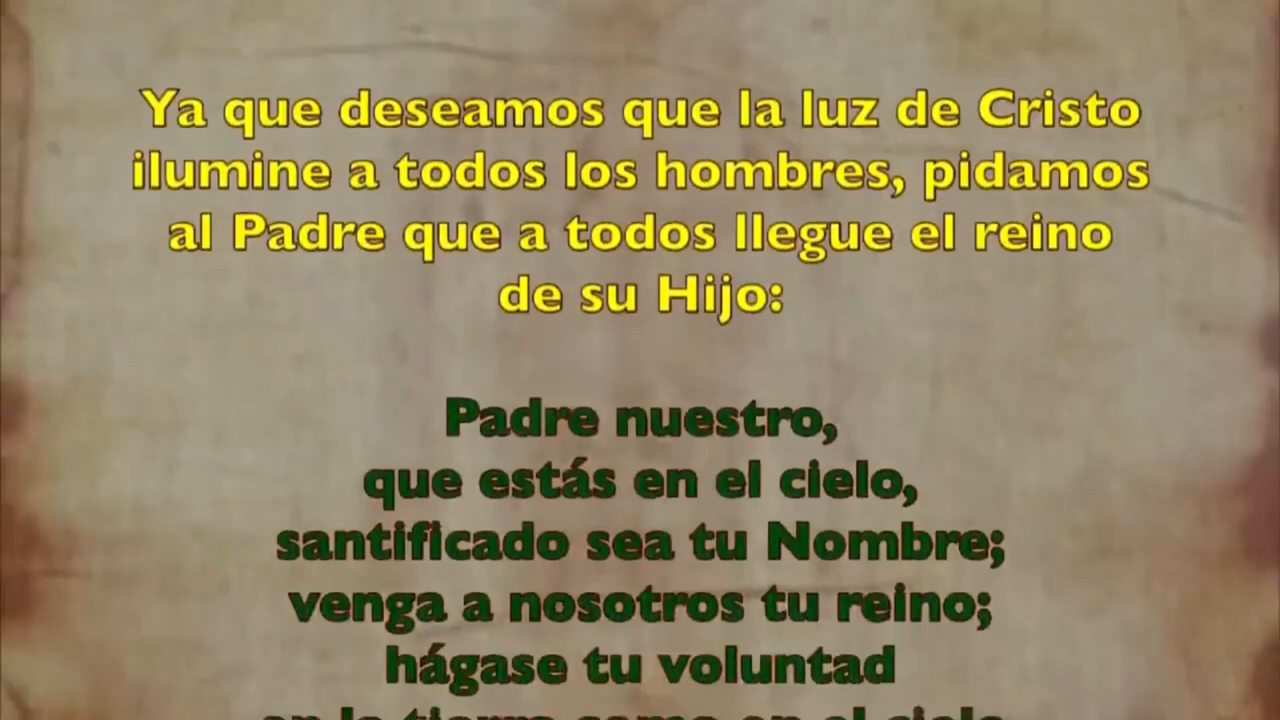 Ya que deseamos que la luz de Cristo
ilumine a todos los hombres, pidamos
al Padre que a todos llegue el reino
de su Hijo:
Padre nuestro,
que estás en el cielo,
santificado sea tu Nombre;
venga a nosotros tu reino;
hágase tu voluntad
en la tierra como en el cielo